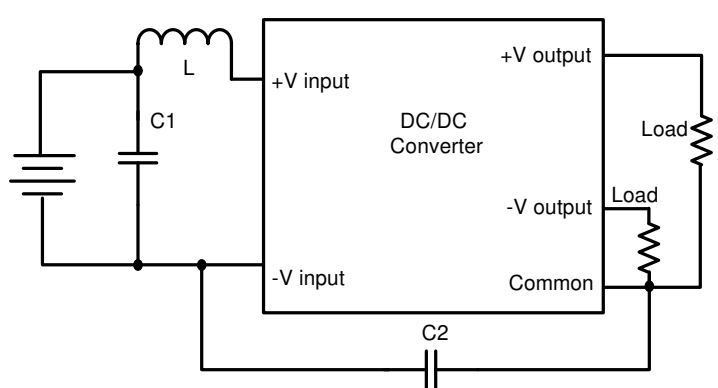 +V output
L
+V input
C1
DC/DC
Converter
Load
Load
-V output
-V input
Common
C2